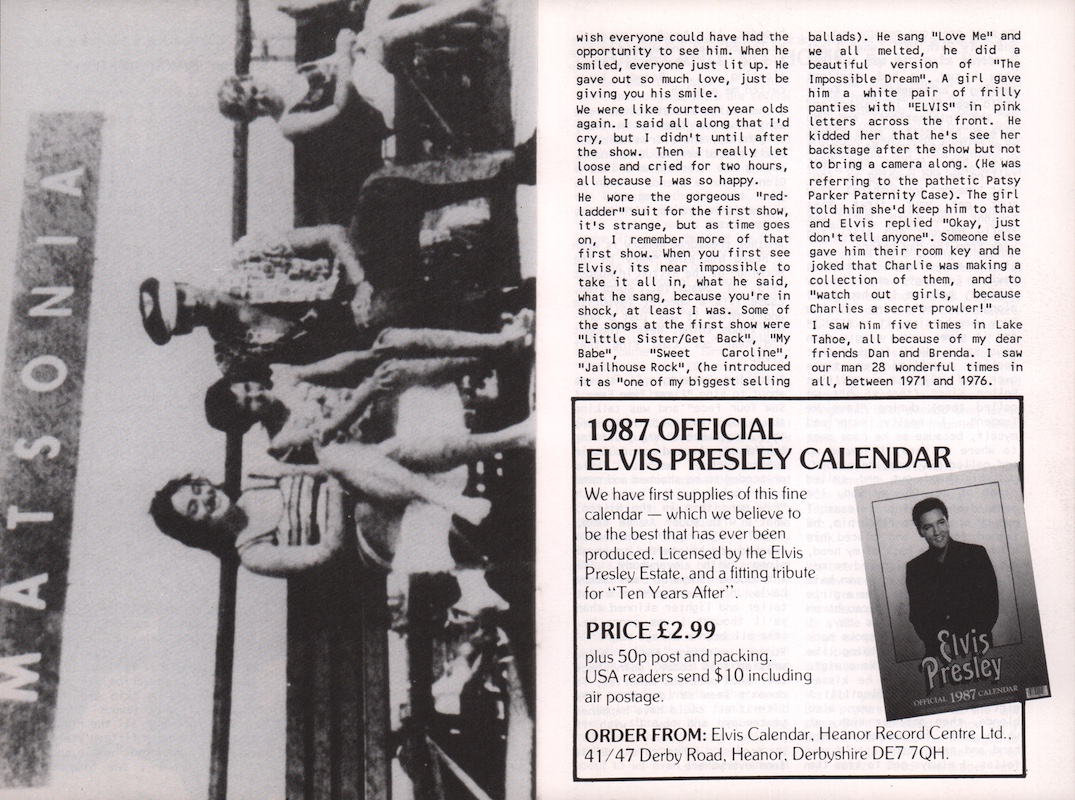 MATSONIA
wish everyone could have had the
opportunity to see him. When he
smiled, everyone just lit up. He
gave out so much love, just be
giving you his smile.
We were like fourteen year olds
again. I said all along that I'd
cry, but I didn't until after
the show. Then I really let
loose and cried for two hours,
all because I was so happy.
He wore the gorgeous "red-
ladder" suit for the first show,
it's strange, but as time goes
on, I remember more of that
first show. When you first see
Elvis, its near impossible to
take it all in, what he said,
what he sang, because you're in
shock, at least I was. Some of
the songs at the first show were
"Little Sister/Get Back", "My
Babe", "Sweet Caroline",
"Jailhouse Rock", (he introduced
it as "one of my biggest selling
ballads). He sang "Love Me" and
we all melted, he did a
beautiful version of "The
Impossible Dream". A girl gave
him a white pair of frilly
panties with "ELVIS" in pink
letters across the front. He
kidded her that he's see her
backstage after the show but not
to bring a camera along. (He was
referring to the pathetic Patsy
Parker Paternity Case). The girl
told him she'd keep him to that
and Elvis replied "Okay, just
don't tell anyone". Someone else
gave him their room key and he
joked that Charlie was making a
collection of them, and to
"watch out girls, because
Charlies a secret prowler!"
I saw him five times in Lake
Tahoe, all because of my dear
friends Dan and Brenda. I saw
our man 28 wonderful times in
all, between 1971 and 1976.
1987 OFFICIAL
ELVIS PRESLEY CALENDAR
We have first supplies of this fine
calendar — which we believe to
be the best that has ever been
produced. Licensed by the Elvis
Presley Estate, and a fitting tribute
for "Ten Years After".
PRICE £2.99
plus 50p post and packing.
USA readers send $10 including
air postage.
Elvis
Presley
OFFICIAL 1987 CALENDAR
ORDER FROM: Elvis Calendar, Heanor Record Centre Ltd.,
41/47 Derby Road, Heanor, Derbyshire DE7 7QH.